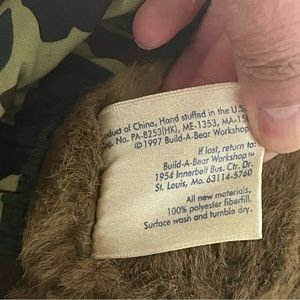 Product of China, Hand stuffed in the U.S.
Reg. No. PA-8253(HK), ME-1353, MA-
© 1997 Build-A-Bear Workshop
If lost, return to:
Build-A-Bear Workshop™
1954 Innerbelt Bus. Ctr. Dr.
St. Louis, Mo. 63114-5760
All new materials,
100% polyester fiberfill.
Surface wash and tumble dry.